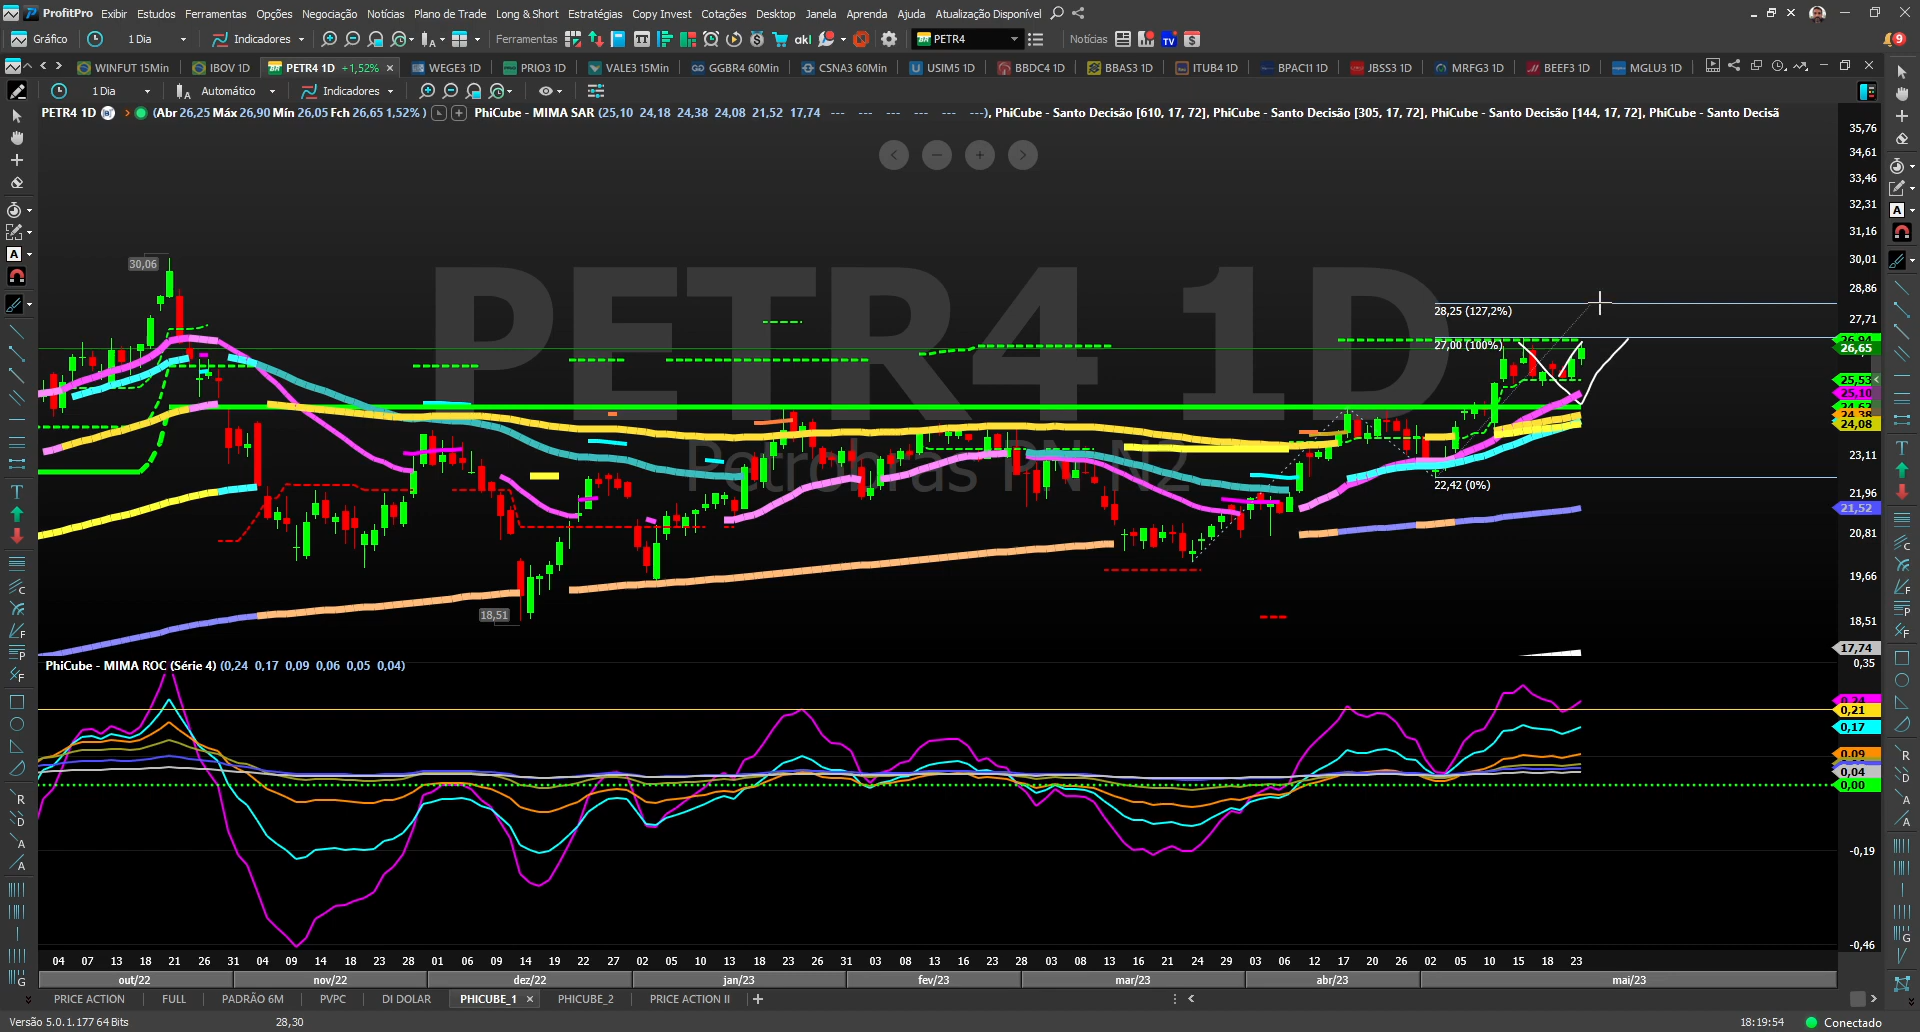 ProfitPro Exibir Estudos Ferramentas Opções Negociação Notícias Plano de Trade Long & Short Estratégias Copy Invest Cotações Desktop Janela Aprenda Ajuda Atualização Disponível
Gráfico 1 Dia Indicadores Ferramentas akl PETR4 Notícias TV 9
WINFUT 15Min IBOV 1D PETR4 1D +1,52% WEGE3 1D PRIO3 1D VALE3 15Min GGBR4 60Min CSNA3 60Min USIM5 1D BBDC4 1D BBAS3 1D ITUB4 1D BPAC11 1D JBSS3 1D MRFG3 1D BEEF3 1D MGLU3 1D
1 Dia Automático Indicadores
PETR4 1D (Abr 26,25 Máx 26,90 Mín 26,05 Fch 26,65 1,52% ) PhiCube - MIMA SAR (25,10 24,18 24,38 24,08 21,52 17,74 --- --- --- --- --- ---), PhiCube - Santo Decisão [610, 17, 72], PhiCube - Santo Decisão [305, 17, 72], PhiCube - Santo Decisão [144, 17, 72], PhiCube - Santo Decisã
PETR4 1D
Petrobras PN N2
35,76
34,61
33,46
32,31
31,16
30,01
28,86
27,71
26,65
25,53
25,10
24,38
24,08
23,11
21,96
21,52
20,81
19,66
18,51
17,74
30,06
18,51
28,25 (127,2%)
27,00 (100%)
22,42 (0%)
PhiCube - MIMA ROC (Série 4) (0,24 0,17 0,09 0,06 0,05 0,04)
0,35
0,21
0,17
0,09
0,04
0,00
-0,19
-0,46
04 07 13 18 21 26 31 04 09 14 18 23 28 01 06 09 14 19 22 27 02 05 10 13 18 23 26 31 03 08 13 16 23 28 03 08 13 16 21 24 29 03 06 12 17 20 26 02 05 10 15 18 23
out/22 nov/22 dez/22 jan/23 fev/23 mar/23 abr/23 mai/23
PRICE ACTION FULL PADRÃO 6M PVPC DI DOLAR PHICUBE_1 PHICUBE_2 PRICE ACTION II
Versão 5.0.1.177 64 Bits 28,30 18:19:54 Conectado